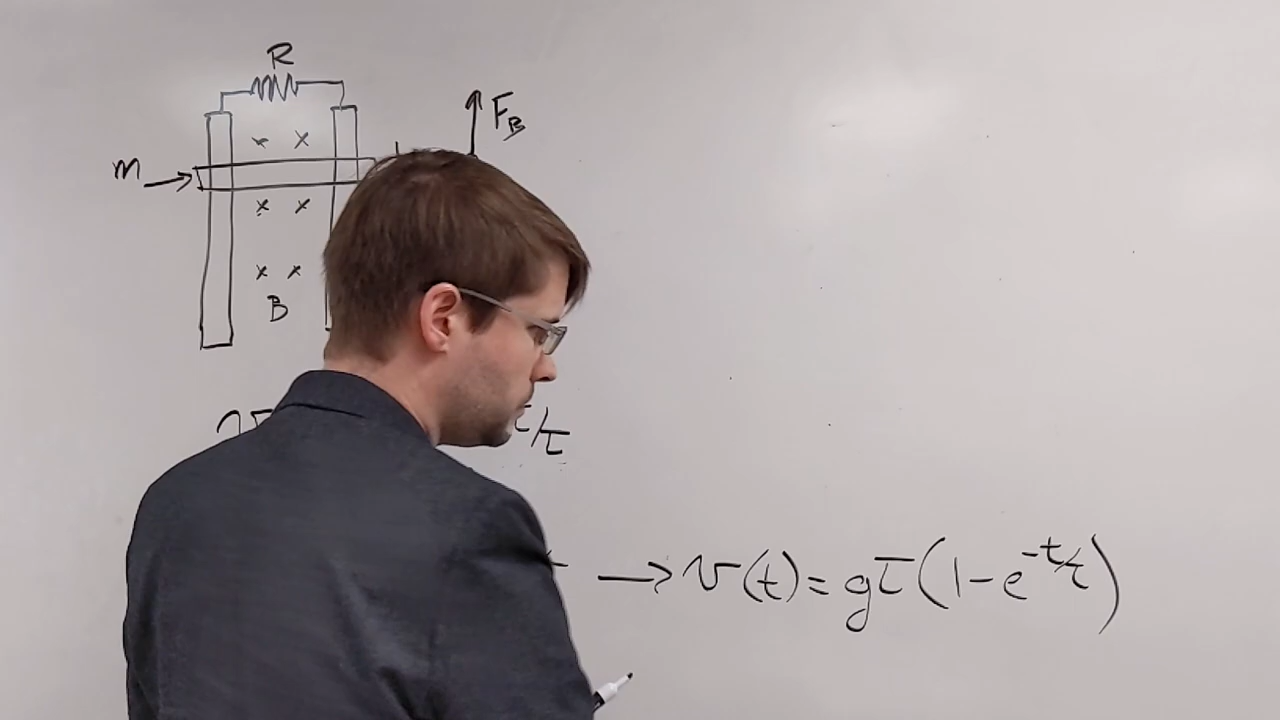 R
F_B
x x
m
x x
x x
B
v
t/τ
→ v(t) = gτ(1 - e^{-t/τ})